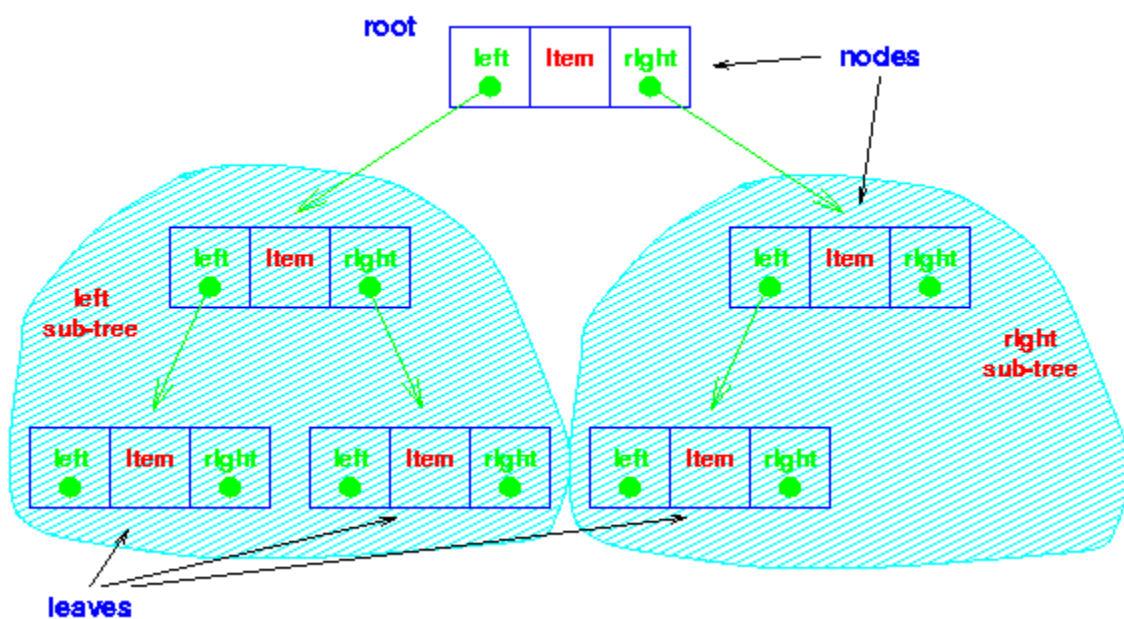 root
left Item right
nodes
left Item right
left Item right
left
sub-tree
right
sub-tree
left Item right
left Item right
left Item right
leaves